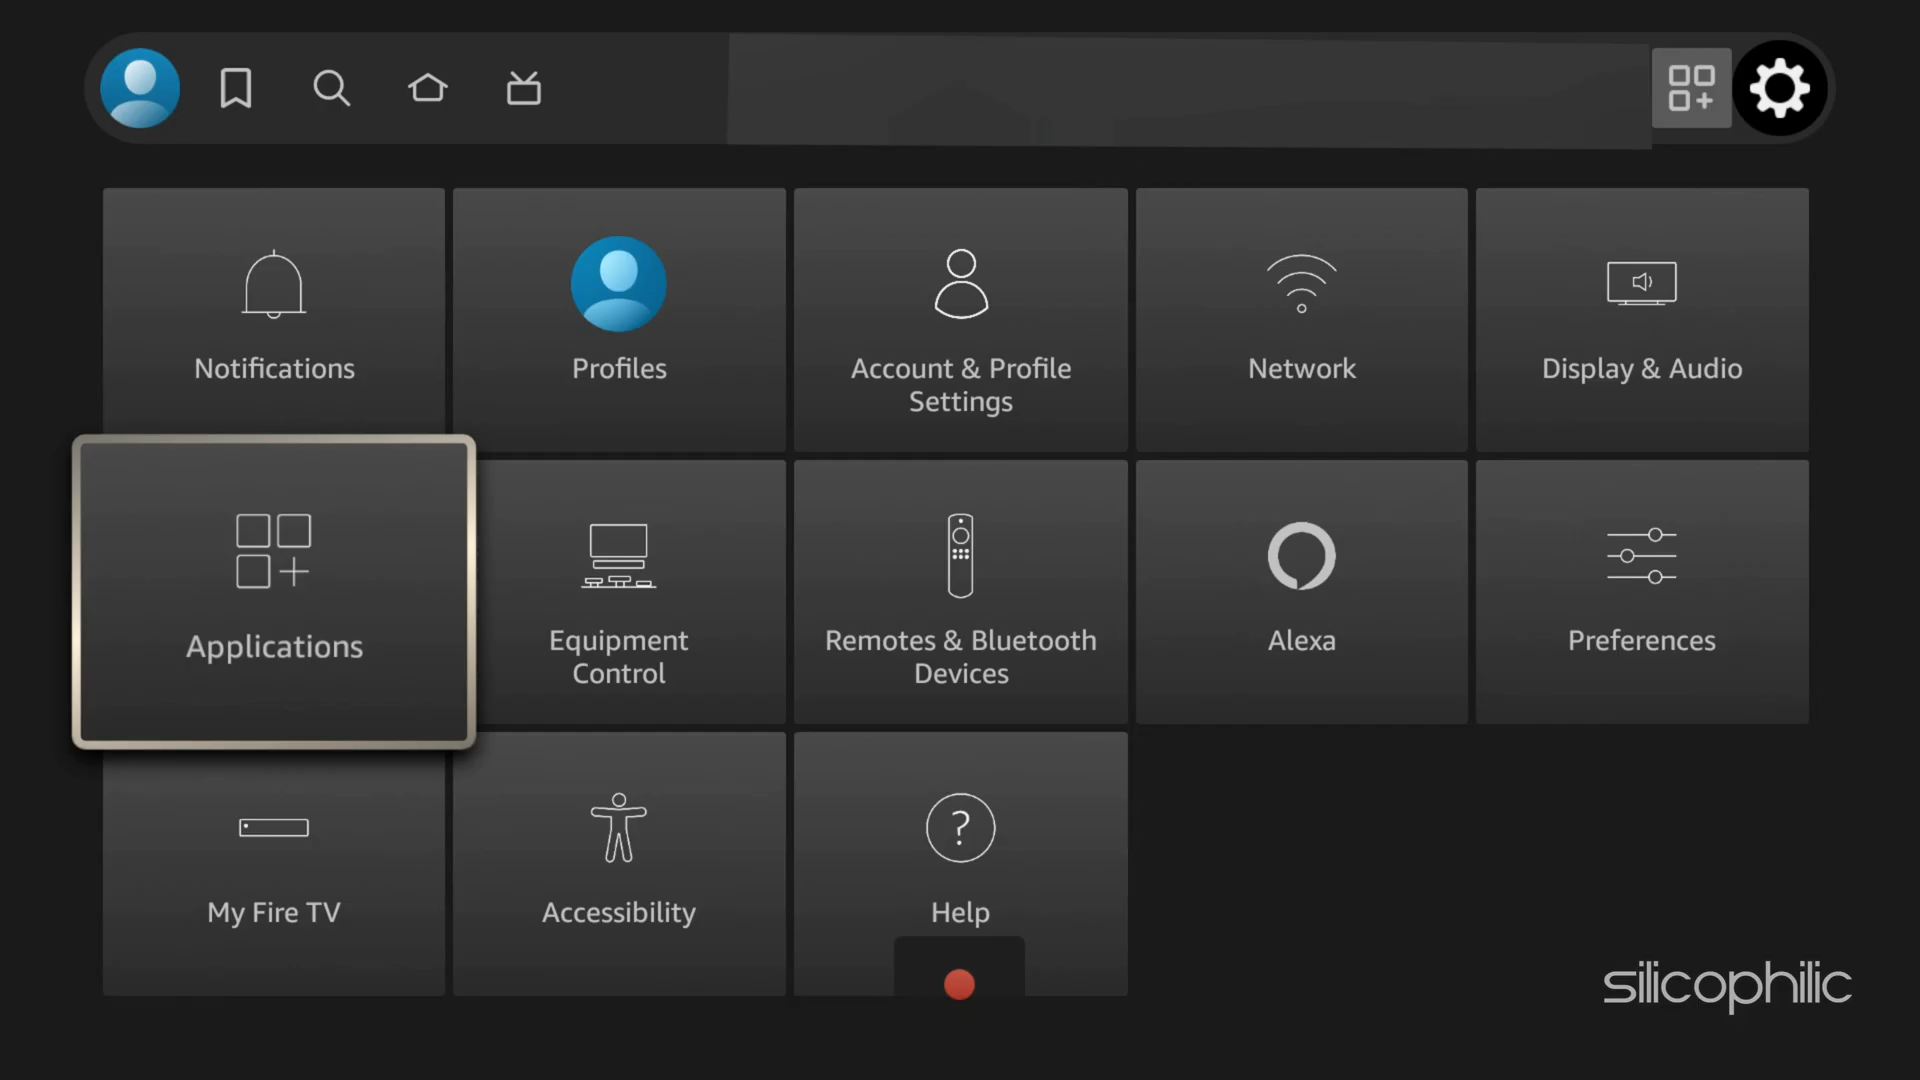 Notifications
Profiles
Account & Profile
Settings
Network
Display & Audio
Applications
Equipment
Control
Remotes & Bluetooth
Devices
Alexa
Preferences
My Fire TV
Accessibility
Help
?
silicophilic